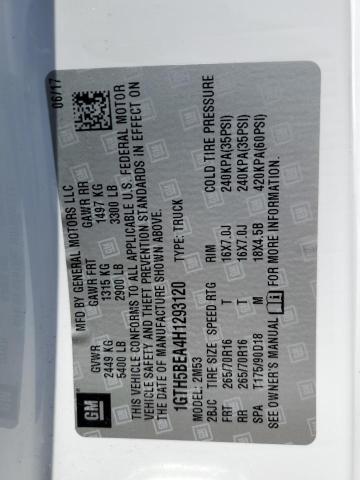 GM
MFD BY GENERAL MOTORS LLC
06/17
GVWR GAWR FRT GAWR RR
2449 KG 1315 KG 1497 KG
5400 LB 2900 LB 3300 LB
THIS VEHICLE CONFORMS TO ALL APPLICABLE U.S. FEDERAL MOTOR
VEHICLE SAFETY AND THEFT PREVENTION STANDARDS IN EFFECT ON
THE DATE OF MANUFACTURE SHOWN ABOVE.
1GTH5BEA4H1293120 TYPE: TRUCK
MODEL: 2M53
2BJC TIRE SIZE SPEED RTG RIM COLD TIRE PRESSURE
FRT 265/70R16 T 16X7.0J 240KPA(35PSI)
RR 265/70R16 T 16X7.0J 240KPA(35PSI)
SPA T175/90D18 M 18X4.5B 420KPA(60PSI)
SEE OWNER'S MANUAL FOR MORE INFORMATION.